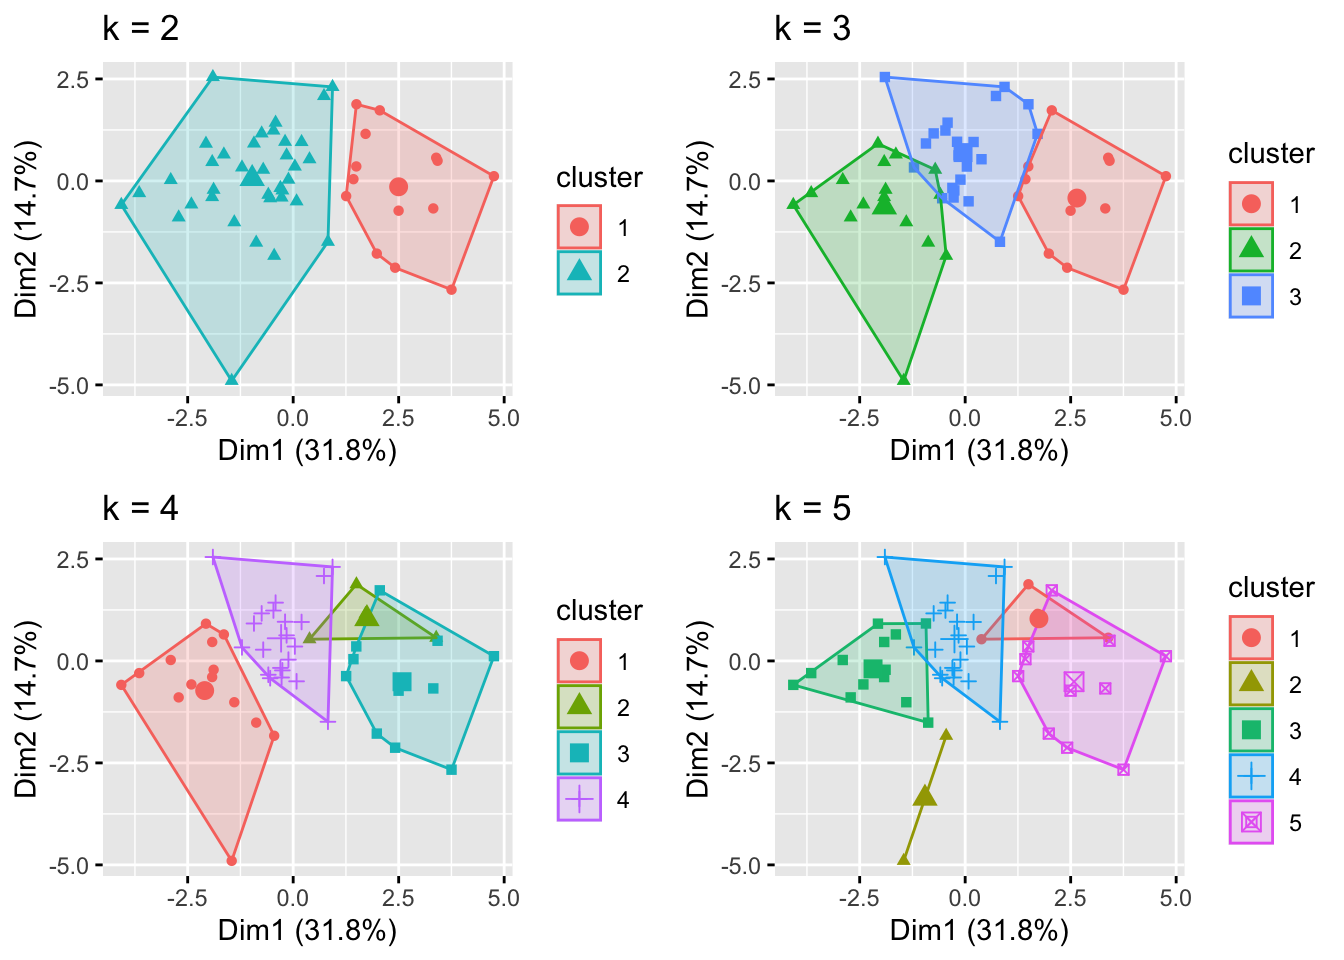 k = 2
2.5
0.0
-2.5
-5.0
Dim2 (14.7%)
-2.5 0.0 2.5 5.0
Dim1 (31.8%)
cluster
1
2
k = 3
2.5
0.0
-2.5
-5.0
Dim2 (14.7%)
-2.5 0.0 2.5 5.0
Dim1 (31.8%)
cluster
1
2
3
k = 4
2.5
0.0
-2.5
-5.0
Dim2 (14.7%)
-2.5 0.0 2.5 5.0
Dim1 (31.8%)
cluster
1
2
3
4
k = 5
2.5
0.0
-2.5
-5.0
Dim2 (14.7%)
-2.5 0.0 2.5 5.0
Dim1 (31.8%)
cluster
1
2
3
4
5